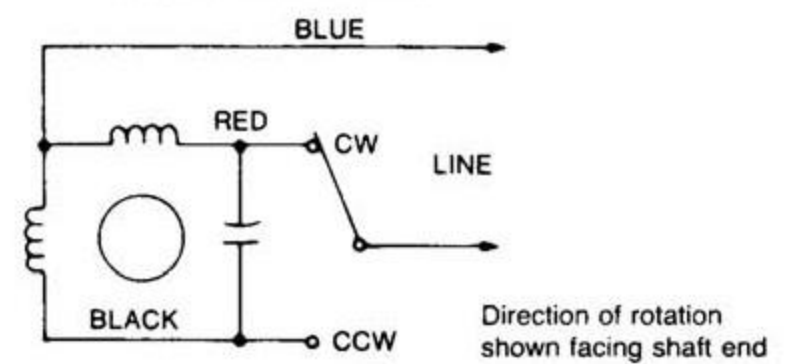 BLUE
RED
CW
LINE
BLACK
CCW
Direction of rotation
shown facing shaft end